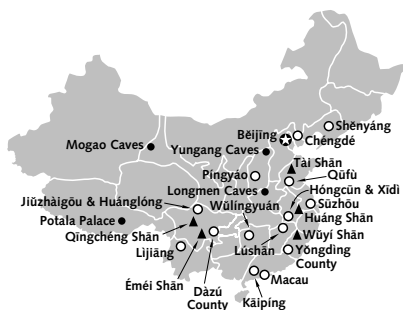 Shěnyáng
Běijīng
Chéngdé
Mogao Caves
Yungang Caves
Tài Shān
Píngyáo
Qūfù
Longmen Caves
Hóngcūn & Xīdì
Jiǔzhàigōu & Huánglóng
Wǔlíngyuán
Sūzhōu
Potala Palace
Huáng Shān
Qīngchéng Shān
Lúshān
Wǔyí Shān
Lìjiāng
Yǒngdìng
County
Éméi Shān
Dàzú
County
Macau
Kāipíng